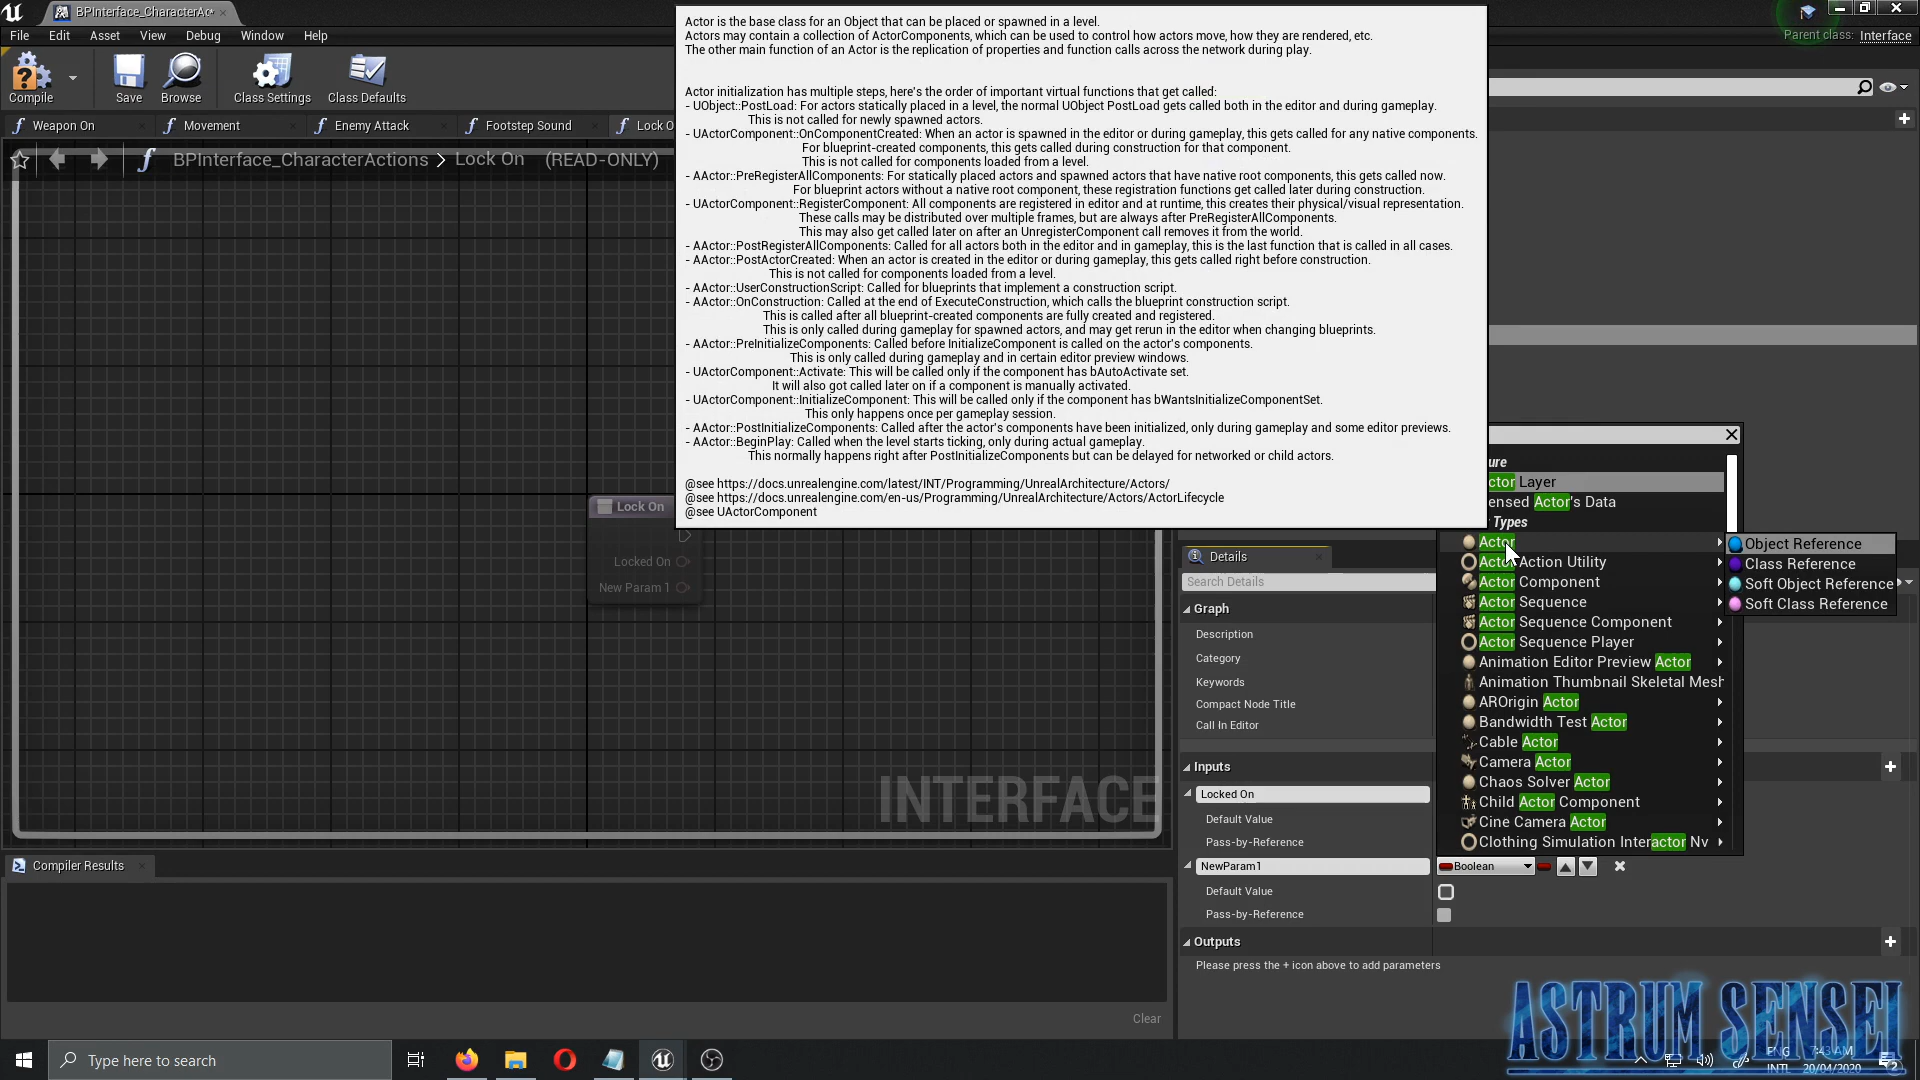 BPInterface_CharacterAc*
File Edit Asset View Debug Window Help
Parent class: Interface
Compile Save Browse Class Settings Class Defaults
Weapon On Movement Enemy Attack Footstep Sound Lock O
BPInterface_CharacterActions > Lock On (READ-ONLY)
Actor is the base class for an Object that can be placed or spawned in a level.
Actors may contain a collection of ActorComponents, which can be used to control how actors move, how they are rendered, etc.
The other main function of an Actor is the replication of properties and function calls across the network during play.
Actor initialization has multiple steps, here's the order of important virtual functions that get called:
- UObject::PostLoad: For actors statically placed in a level, the normal UObject PostLoad gets called both in the editor and during gameplay.
This is not called for newly spawned actors.
- UActorComponent::OnComponentCreated: When an actor is spawned in the editor or during gameplay, this gets called for any native components.
For blueprint-created components, this gets called during construction for that component.
This is not called for components loaded from a level.
- AActor::PreRegisterAllComponents: For statically placed actors and spawned actors that have native root components, this gets called now.
For blueprint actors without a native root component, these registration functions get called later during construction.
- UActorComponent::RegisterComponent: All components are registered in editor and at runtime, this creates their physical/visual representation.
These calls may be distributed over multiple frames, but are always after PreRegisterAllComponents.
This may also get called later on after an UnregisterComponent call removes it from the world.
- AActor::PostRegisterAllComponents: Called for all actors both in the editor and in gameplay, this is the last function that is called in all cases.
- AActor::PostActorCreated: When an actor is created in the editor or during gameplay, this gets called right before construction.
This is not called for components loaded from a level.
- AActor::UserConstructionScript: Called for blueprints that implement a construction script.
- AActor::OnConstruction: Called at the end of ExecuteConstruction, which calls the blueprint construction script.
This is called after all blueprint-created components are fully created and registered.
This is only called during gameplay for spawned actors, and may get rerun in the editor when changing blueprints.
- AActor::PreInitializeComponents: Called before InitializeComponent is called on the actor's components.
This is only called during gameplay and in certain editor preview windows.
- UActorComponent::Activate: This will be called only if the component has bAutoActivate set.
It will also got called later on if a component is manually activated.
- UActorComponent::InitializeComponent: This will be called only if the component has bWantsInitializeComponentSet.
This only happens once per gameplay session.
- AActor::PostInitializeComponents: Called after the actor's components have been initialized, only during gameplay and some editor previews.
- AActor::BeginPlay: Called when the level starts ticking, only during actual gameplay.
This normally happens right after PostInitializeComponents but can be delayed for networked or child actors.
@see https://docs.unrealengine.com/latest/INT/Programming/UnrealArchitecture/Actors/
@see https://docs.unrealengine.com/en-us/Programming/UnrealArchitecture/Actors/ActorLifecycle
@see UActorComponent
Lock On
Locked On
New Param 1
INTERFACE
ure
ctor Layer
ensed Actor's Data
Types
Actor
Actor Action Utility
Actor Component
Actor Sequence
Actor Sequence Component
Actor Sequence Player
Animation Editor Preview Actor
Animation Thumbnail Skeletal Mesh
AROrigin Actor
Bandwidth Test Actor
Cable Actor
Camera Actor
Chaos Solver Actor
Child Actor Component
Cine Camera Actor
Clothing Simulation Interactor Nv
Object Reference
Class Reference
Soft Object Reference
Soft Class Reference
Details
Search Details
Graph
Description
Category
Keywords
Compact Node Title
Call In Editor
Inputs
Locked On
Default Value
Pass-by-Reference
NewParam1 Boolean
Default Value
Pass-by-Reference
Outputs
Please press the + icon above to add parameters
Compiler Results
Clear
ASTRUM SENSEI
Type here to search
ENG 7:43 AM
INTL 20/04/2020 2